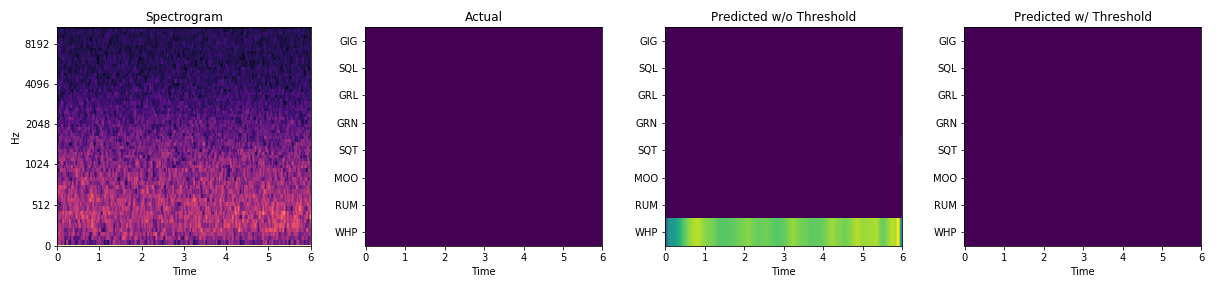 Spectrogram
Actual
Predicted w/o Threshold
Predicted w/ Threshold
Hz
8192
4096
2048
1024
512
0
0 1 2 3 4 5 6
Time
GIG
SQL
GRL
GRN
SQT
MOO
RUM
WHP
0 1 2 3 4 5 6
Time
GIG
SQL
GRL
GRN
SQT
MOO
RUM
WHP
0 1 2 3 4 5 6
Time
GIG
SQL
GRL
GRN
SQT
MOO
RUM
WHP
0 1 2 3 4 5 6
Time